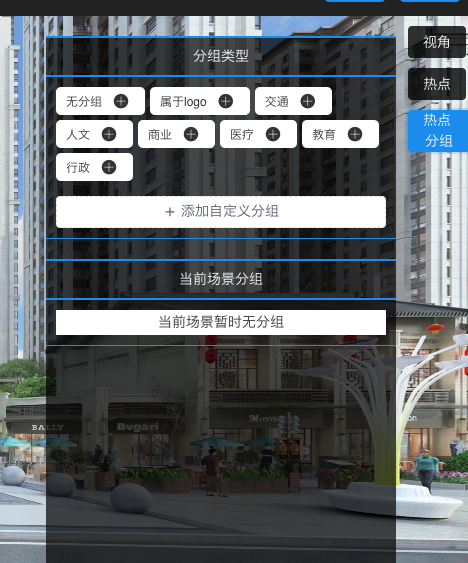 分组类型
视角
无分组
属于logo
交通
热点
人文
商业
医疗
教育
热点
分组
行政
+ 添加自定义分组
当前场景分组
当前场景暂时无分组
BALLY
Bvgari